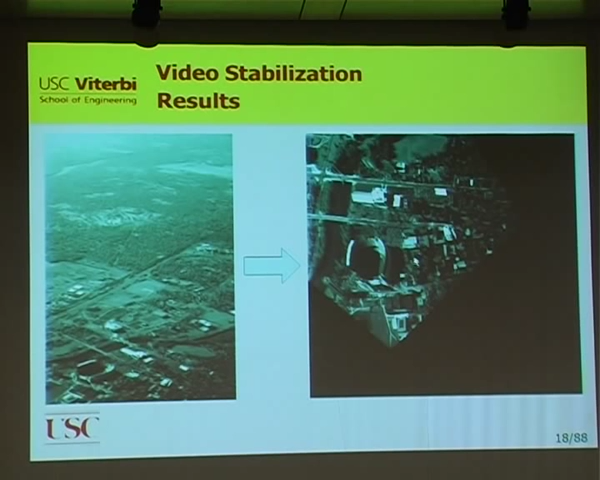 USC Viterbi
School of Engineering
Video Stabilization
Results
USC
18/88